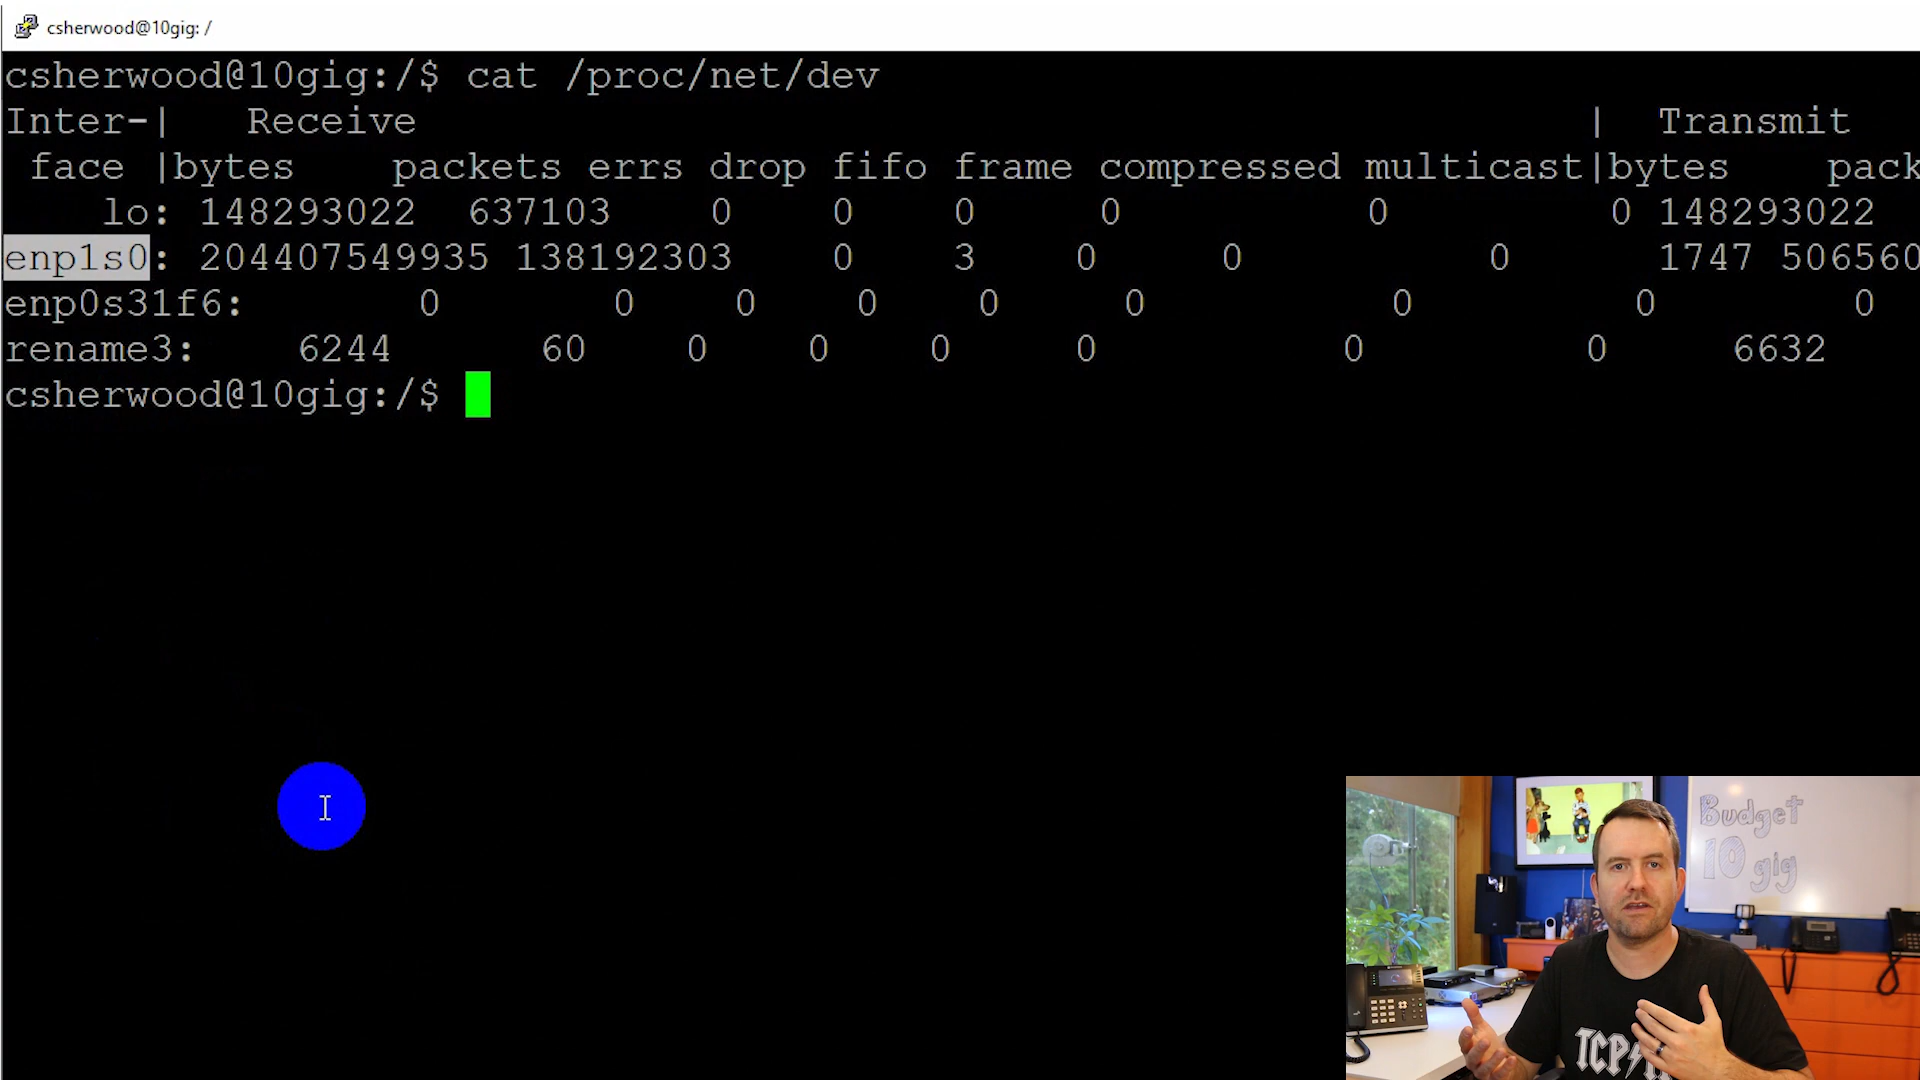 csherwood@10gig: /
csherwood@10gig:/$ cat /proc/net/dev
Inter-|   Receive                                                |  Transmit
 face |bytes    packets errs drop fifo frame compressed multicast|bytes    pack
    lo: 148293022  637103    0    0    0     0          0         0 148293022
enp1s0: 204407549935 138192303    0    3    0     0          0      1747 506560
enp0s31f6:       0       0    0    0    0     0          0         0        0
rename3:    6244      60    0    0    0     0          0         0     6632
csherwood@10gig:/$
Budget
10 gig